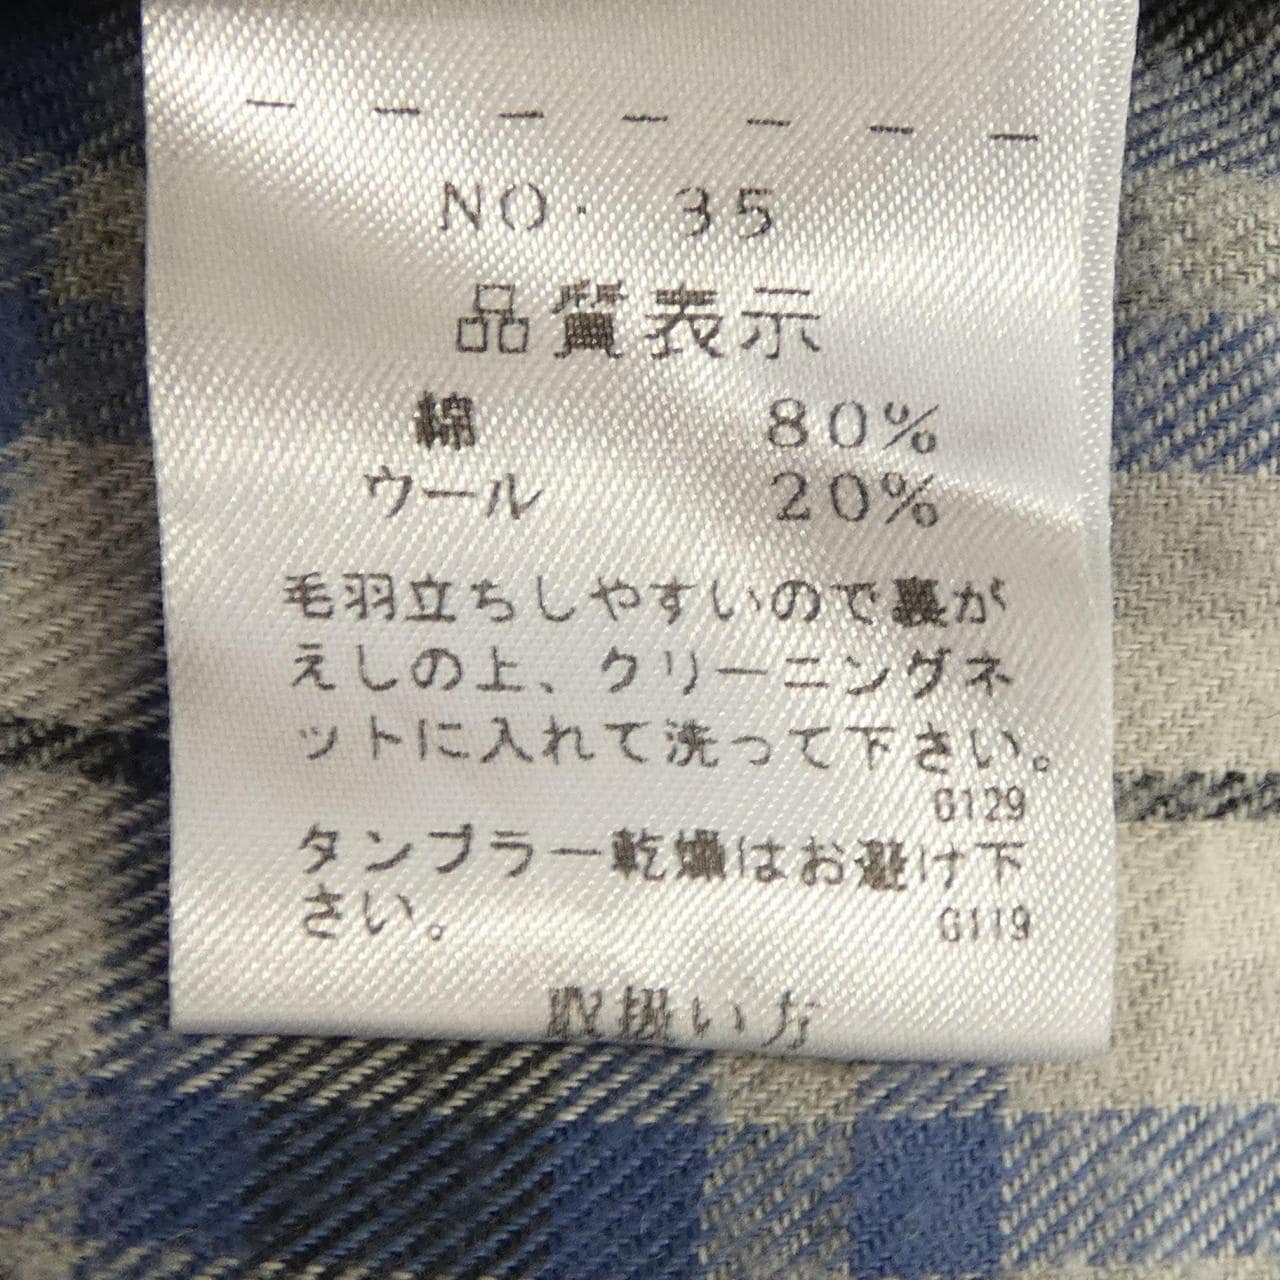 －－－－－－－
NO. 35
品質表示
綿 80%
ウール 20%
毛羽立ちしやすいので裏が
えしの上、クリーニングネ
ットに入れて洗って下さい。
G129
タンブラー乾燥はお避け下
さい。
G119
取扱い方